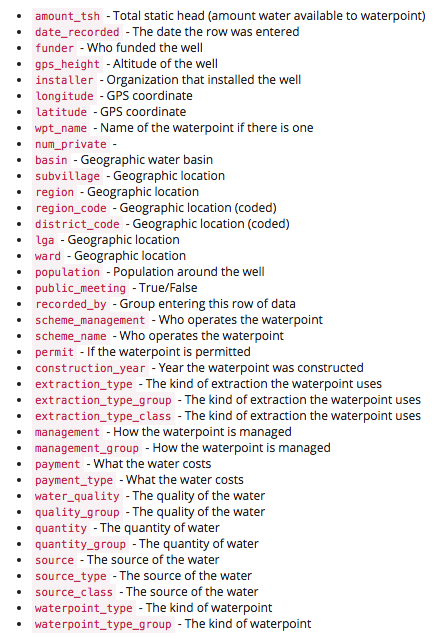 amount_tsh - Total static head (amount water available to waterpoint)
date_recorded - The date the row was entered
funder - Who funded the well
gps_height - Altitude of the well
installer - Organization that installed the well
longitude - GPS coordinate
latitude - GPS coordinate
wpt_name - Name of the waterpoint if there is one
num_private -
basin - Geographic water basin
subvillage - Geographic location
region - Geographic location
region_code - Geographic location (coded)
district_code - Geographic location (coded)
lga - Geographic location
ward - Geographic location
population - Population around the well
public_meeting - True/False
recorded_by - Group entering this row of data
scheme_management - Who operates the waterpoint
scheme_name - Who operates the waterpoint
permit - If the waterpoint is permitted
construction_year - Year the waterpoint was constructed
extraction_type - The kind of extraction the waterpoint uses
extraction_type_group - The kind of extraction the waterpoint uses
extraction_type_class - The kind of extraction the waterpoint uses
management - How the waterpoint is managed
management_group - How the waterpoint is managed
payment - What the water costs
payment_type - What the water costs
water_quality - The quality of the water
quality_group - The quality of the water
quantity - The quantity of water
quantity_group - The quantity of water
source - The source of the water
source_type - The source of the water
source_class - The source of the water
waterpoint_type - The kind of waterpoint
waterpoint_type_group - The kind of waterpoint